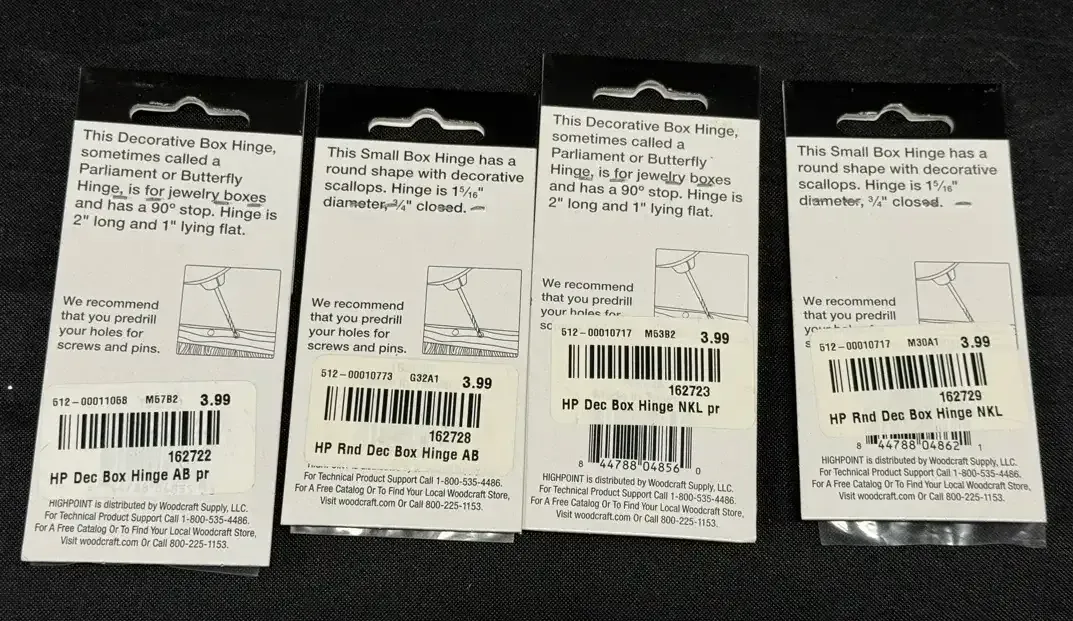 This Decorative Box Hinge,
sometimes called a
Parliament or Butterfly
Hinge, is for jewelry boxes
and has a 90° stop. Hinge is
2" long and 1" lying flat.
We recommend
that you predrill
your holes for
screws and pins.
512-00011068 M57B2 3.99
162722
HP Dec Box Hinge AB pr
HIGHPOINT is distributed by Woodcraft Supply, LLC.
For Technical Product Support Call 1-800-535-4486.
For A Free Catalog Or To Find Your Local Woodcraft Store,
Visit woodcraft.com Or Call 800-225-1153.
This Small Box Hinge has a
round shape with decorative
scallops. Hinge is 1 5/16"
diameter, 3/4" closed.
We recommend
that you predrill
your holes for
screws and pins.
512-00010773 G32A1 3.99
162728
HP Rnd Dec Box Hinge AB
For Technical Product Support Call 1-800-535-4486.
For A Free Catalog Or To Find Your Local Woodcraft Store,
Visit woodcraft.com Or Call 800-225-1153.
This Decorative Box Hinge,
sometimes called a
Parliament or Butterfly
Hinge, is for jewelry boxes
and has a 90° stop. Hinge is
2" long and 1" lying flat.
We recommend
that you predrill
your holes for
512-00010717 M53B2 3.99
162723
HP Dec Box Hinge NKL pr
8 44788 04856 0
HIGHPOINT is distributed by Woodcraft Supply, LLC.
For Technical Product Support Call 1-800-535-4486.
For A Free Catalog Or To Find Your Local Woodcraft Store,
Visit woodcraft.com Or Call 800-225-1153.
This Small Box Hinge has a
round shape with decorative
scallops. Hinge is 1 5/16"
diameter, 3/4" closed.
We recommend
that you predrill
512-00010717 M30A1 3.99
162729
HP Rnd Dec Box Hinge NKL
8 44788 04862 1
HIGHPOINT is distributed by Woodcraft Supply, LLC.
For Technical Product Support Call 1-800-535-4486.
For A Free Catalog Or To Find Your Local Woodcraft Store,
Visit woodcraft.com Or Call 800-225-1153.